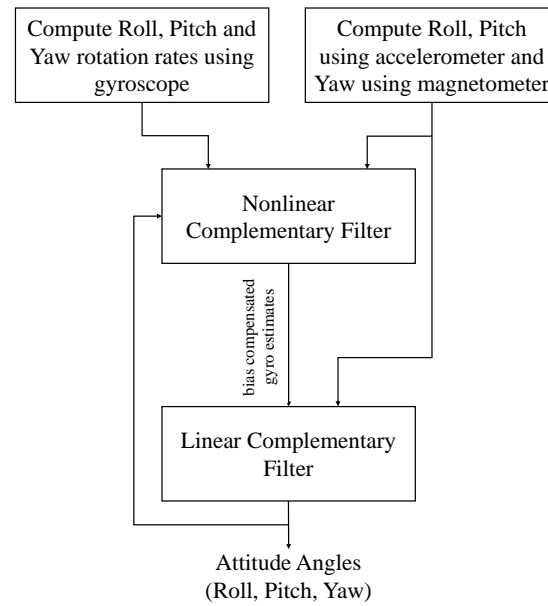 Compute Roll, Pitch and
Yaw rotation rates using
gyroscope
Compute Roll, Pitch
using accelerometer and
Yaw using magnetometer
Nonlinear
Complementary Filter
bias compensated
gyro estimates
Linear Complementary
Filter
Attitude Angles
(Roll, Pitch, Yaw)